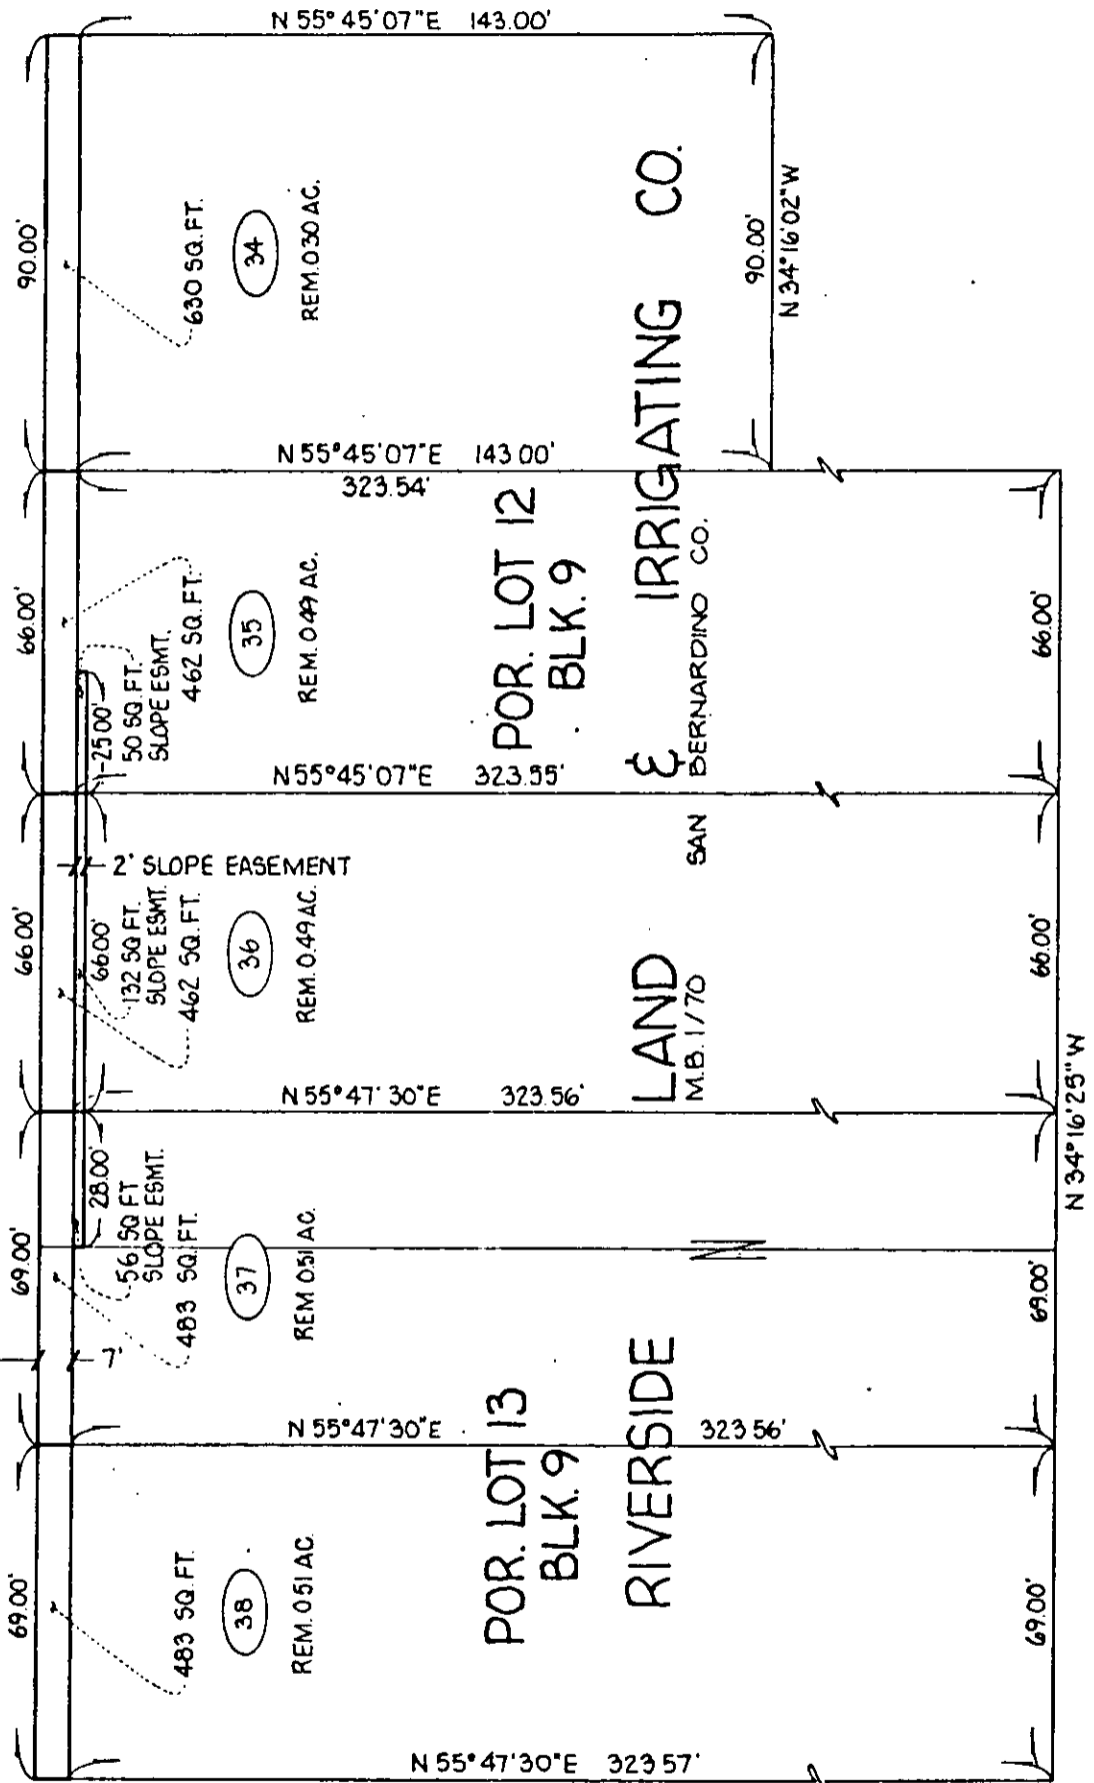 N 55°45'07"E 143.00'
90.00'
630 SQ.FT.
34
REM. 0.30 AC.
90.00'
N 34°16'02"W
N 55°45'07"E 143.00'
323.54'
66.00'
25.00'
50 SQ.FT.
SLOPE ESMT.
462 SQ.FT.
35
REM. 0.49 AC.
POR. LOT 12
BLK. 9
66.00'
N 55°45'07"E 323.55'
2' SLOPE EASEMENT
66.00'
66.00'
132 SQ FT.
SLOPE ESMT.
462 SQ.FT.
36
REM. 0.49 AC.
66.00'
N 55°47'30"E 323.56'
69.00'
28.00'
56 SQ FT
SLOPE ESMT.
483 SQ.FT.
37
REM 0.51 AC.
7'
69.00'
N
N 55°47'30"E 323.56'
69.00'
483 SQ.FT.
38
REM. 0.51 AC.
POR. LOT 13
BLK. 9
69.00'
N 55°47'30"E 323.57'
RIVERSIDE LAND & IRRIGATING CO.
M.B. 1/70 SAN BERNARDINO CO.
N 34°16'25"W